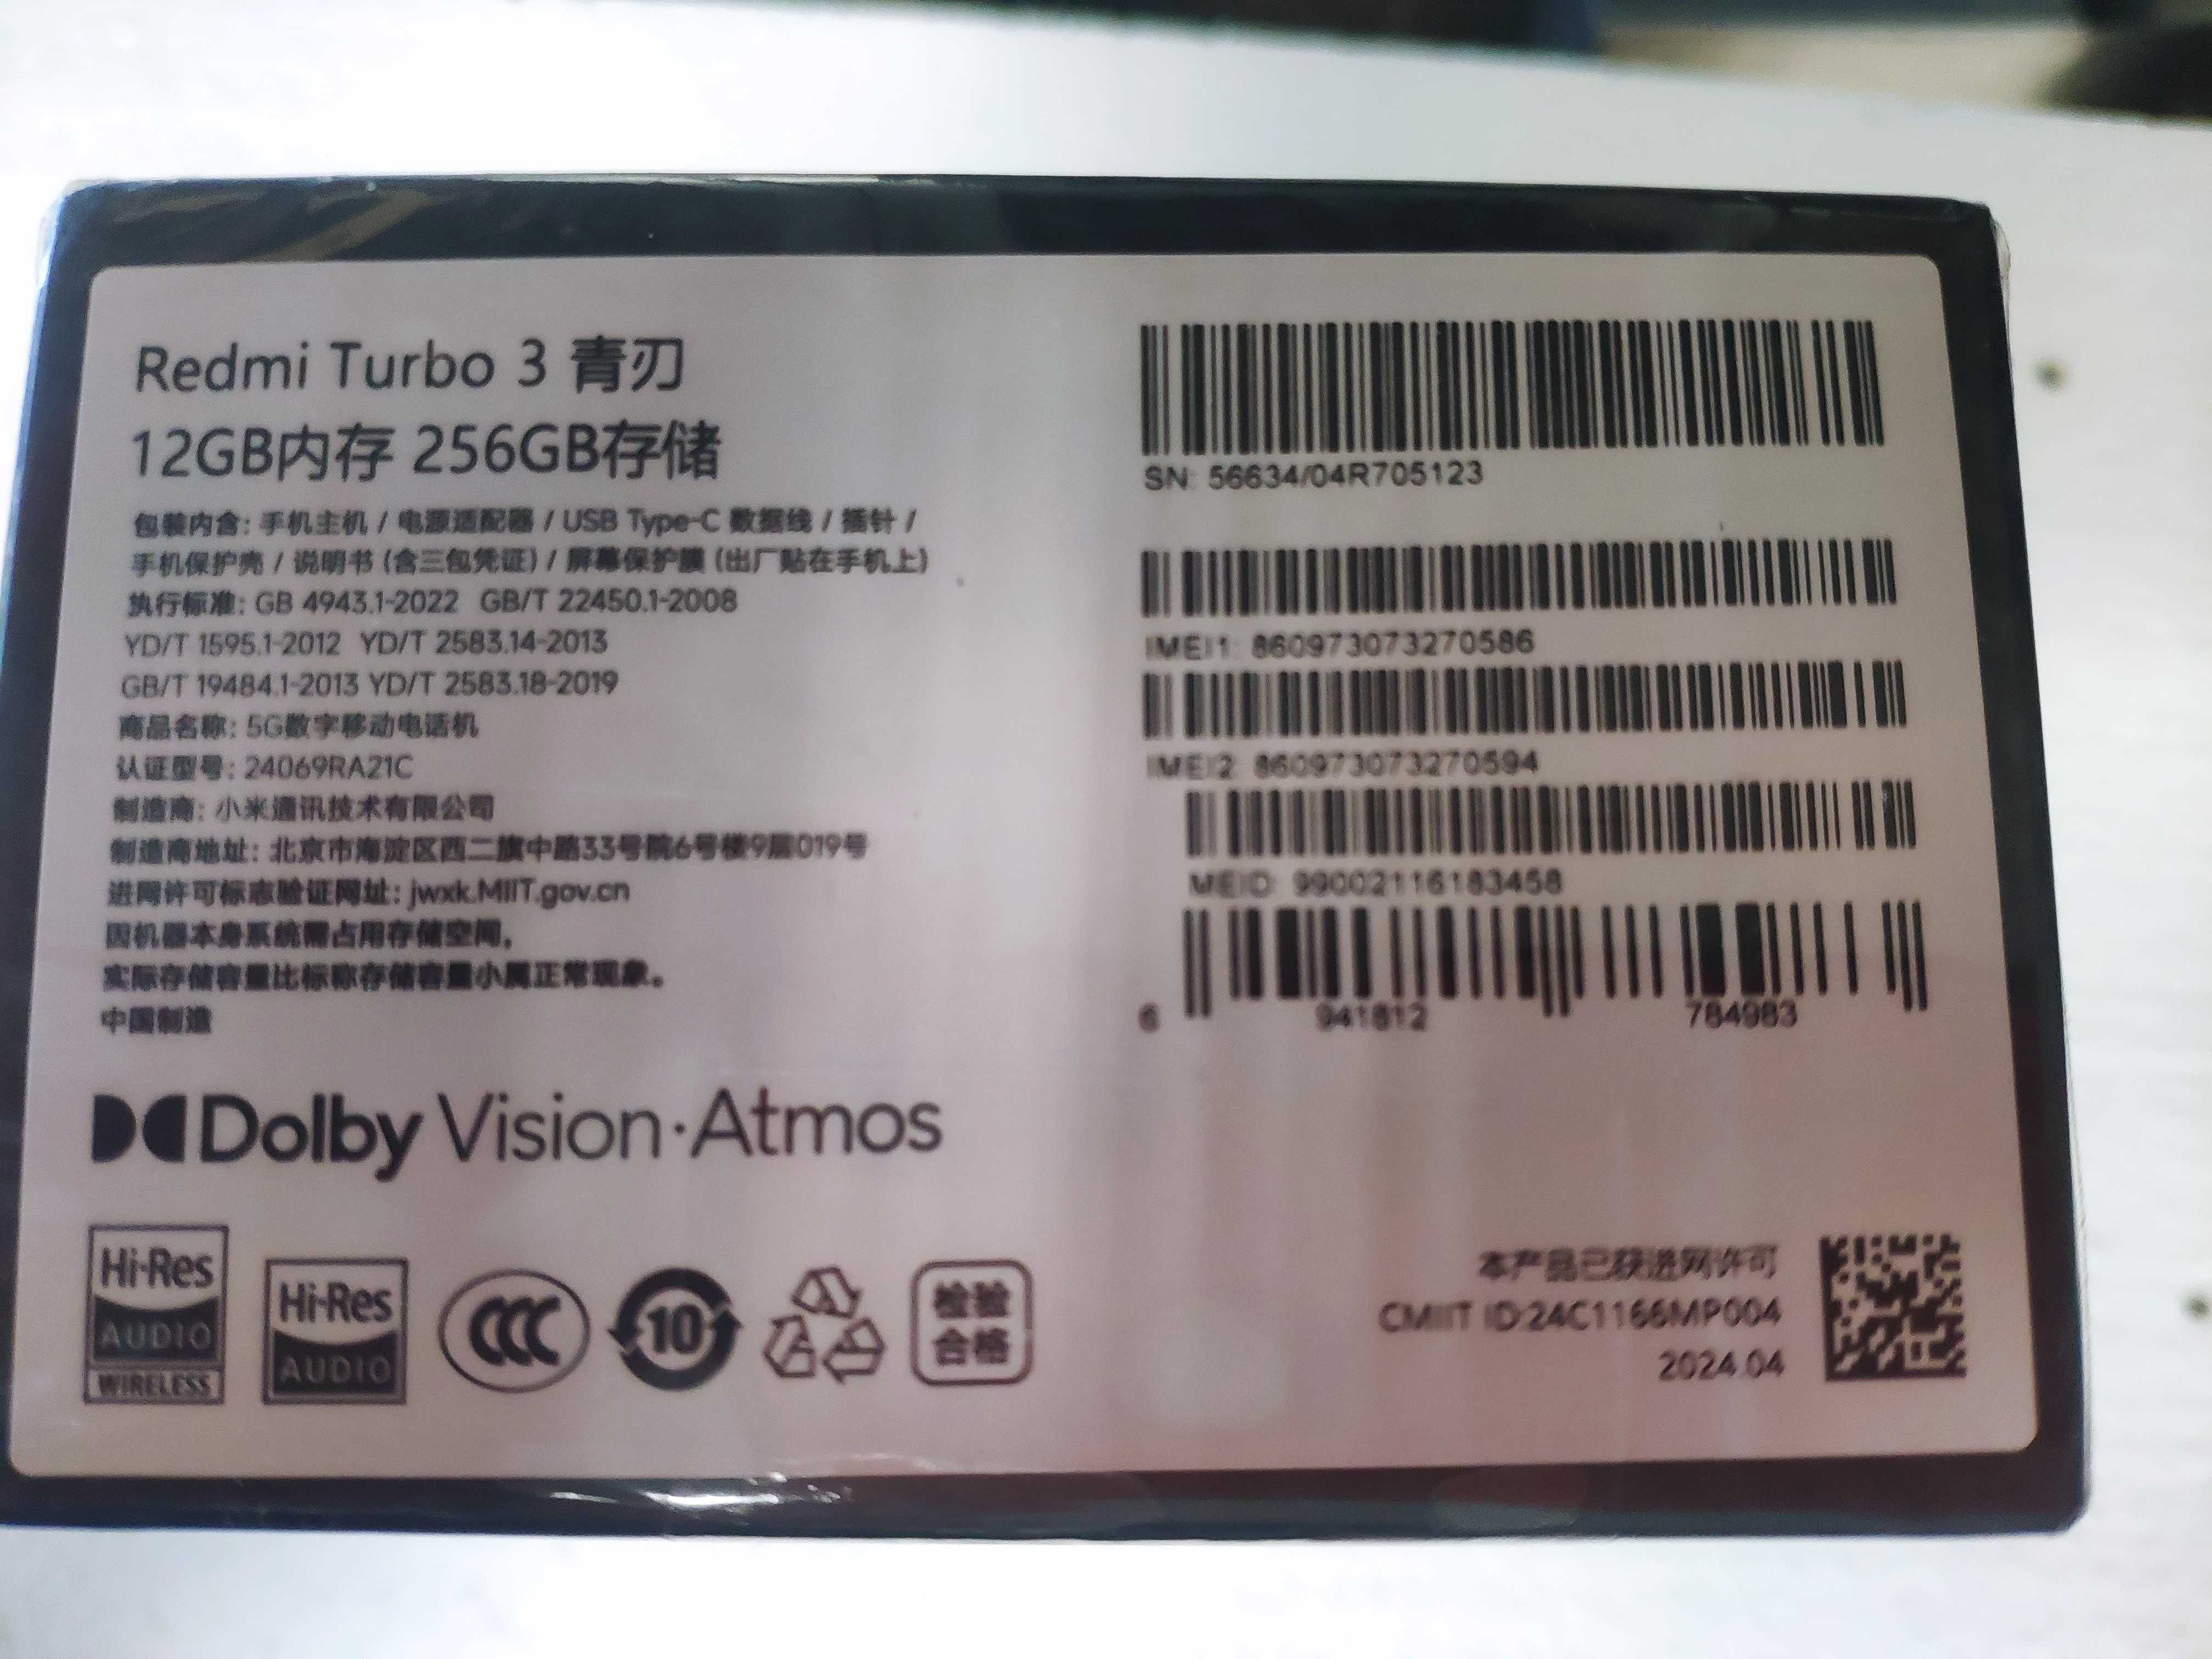 Redmi Turbo 3 青刃
12GB内存 256GB存储
包装内含: 手机主机 / 电源适配器 / USB Type-C 数据线 / 插针 /
手机保护壳 / 说明书 (含三包凭证) / 屏幕保护膜 (出厂贴在手机上)
执行标准: GB 4943.1-2022 GB/T 22450.1-2008
YD/T 1595.1-2012 YD/T 2583.14-2013
GB/T 19484.1-2013 YD/T 2583.18-2019
商品名称: 5G数字移动电话机
认证型号: 24069RA21C
制造商: 小米通讯技术有限公司
制造商地址: 北京市海淀区西二旗中路33号院6号楼9层019号
进网许可标志验证网址: jwxk.MIIT.gov.cn
因机器本身系统需占用存储空间，
实际存储容量比标称存储容量小属正常现象。
中国制造
Dolby Vision·Atmos
Hi-Res
AUDIO
WIRELESS
Hi-Res
AUDIO
CCC
10
检验
合格
SN: 56634/04R705123
IMEI1: 860973073270586
IMEI2: 860973073270594
MEID: 99002116183458
6 941812 784983
本产品已获进网许可
CMIIT ID:24C1166MP004
2024.04